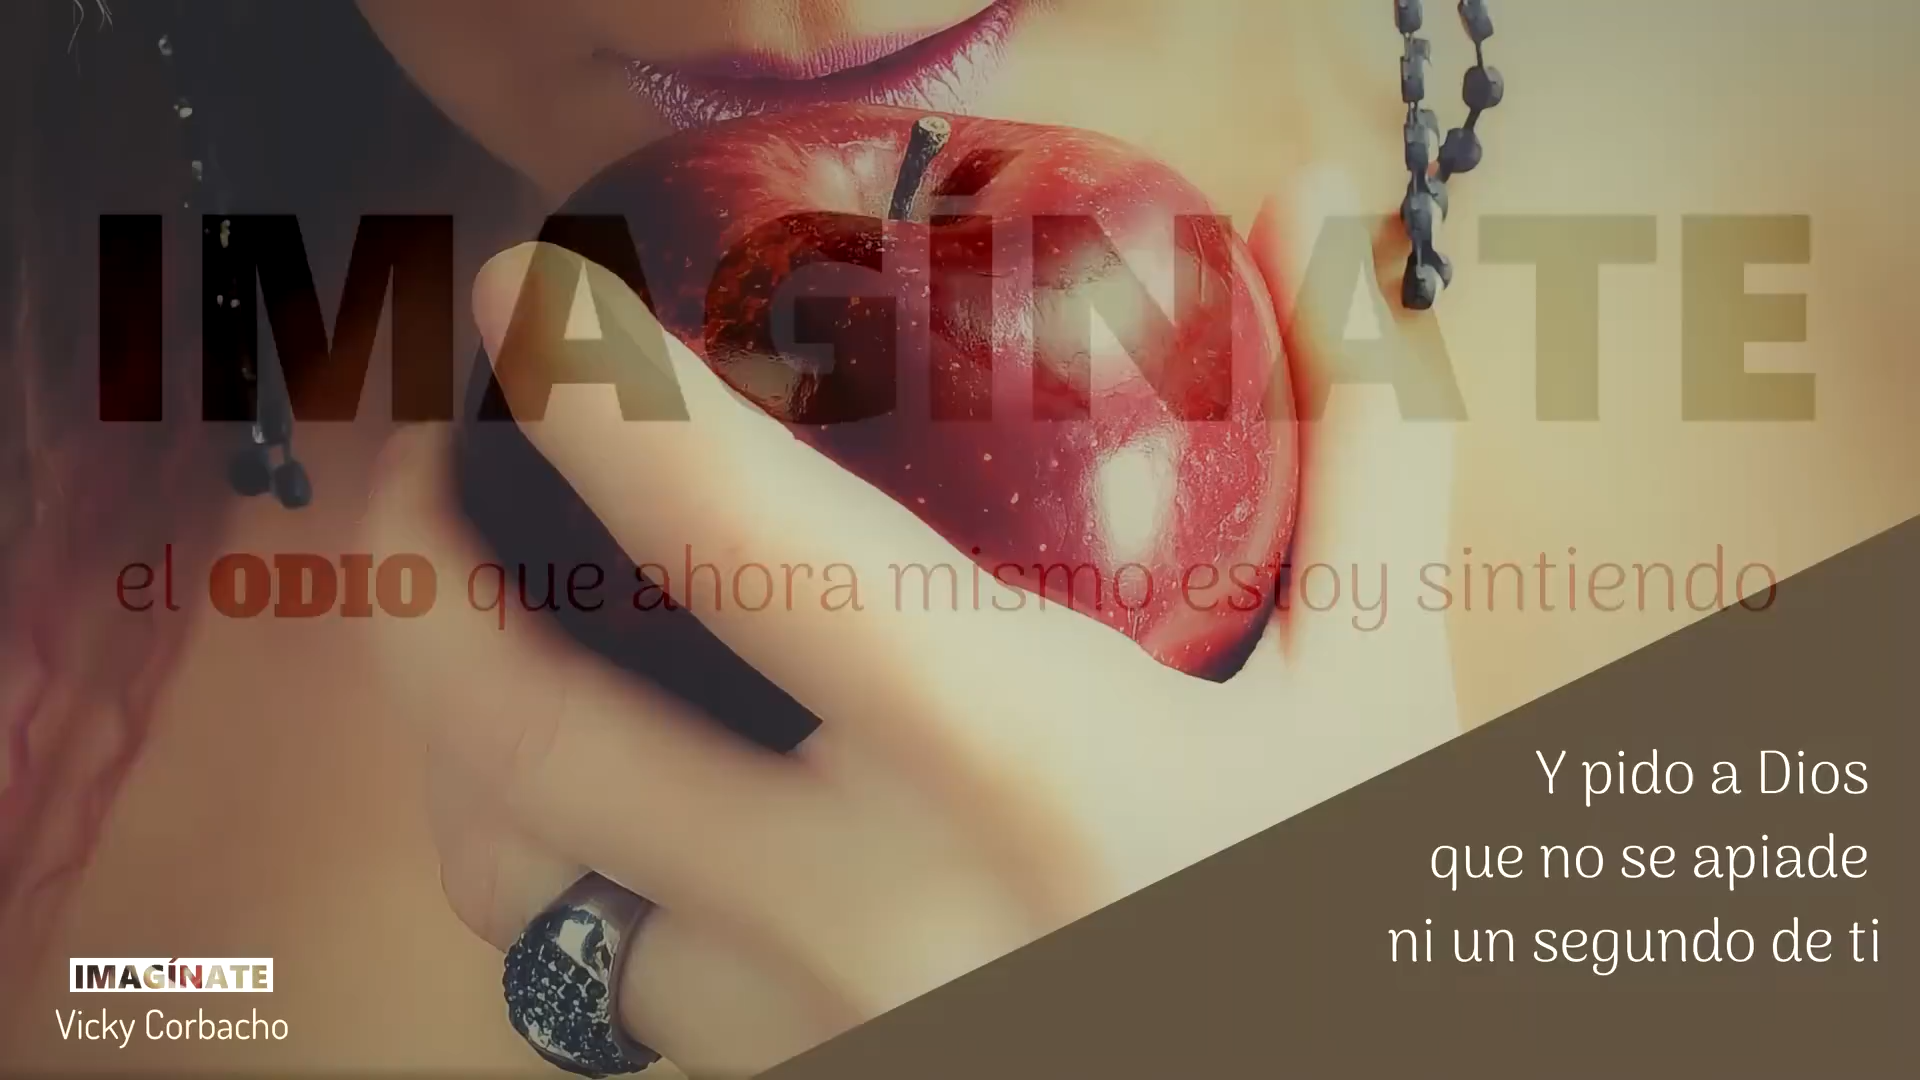 IMAGÍNATE
el ODIO que ahora mismo estoy sintiendo
Y pido a Dios
que no se apiade
ni un segundo de ti
IMAGÍNATE
Vicky Corbacho